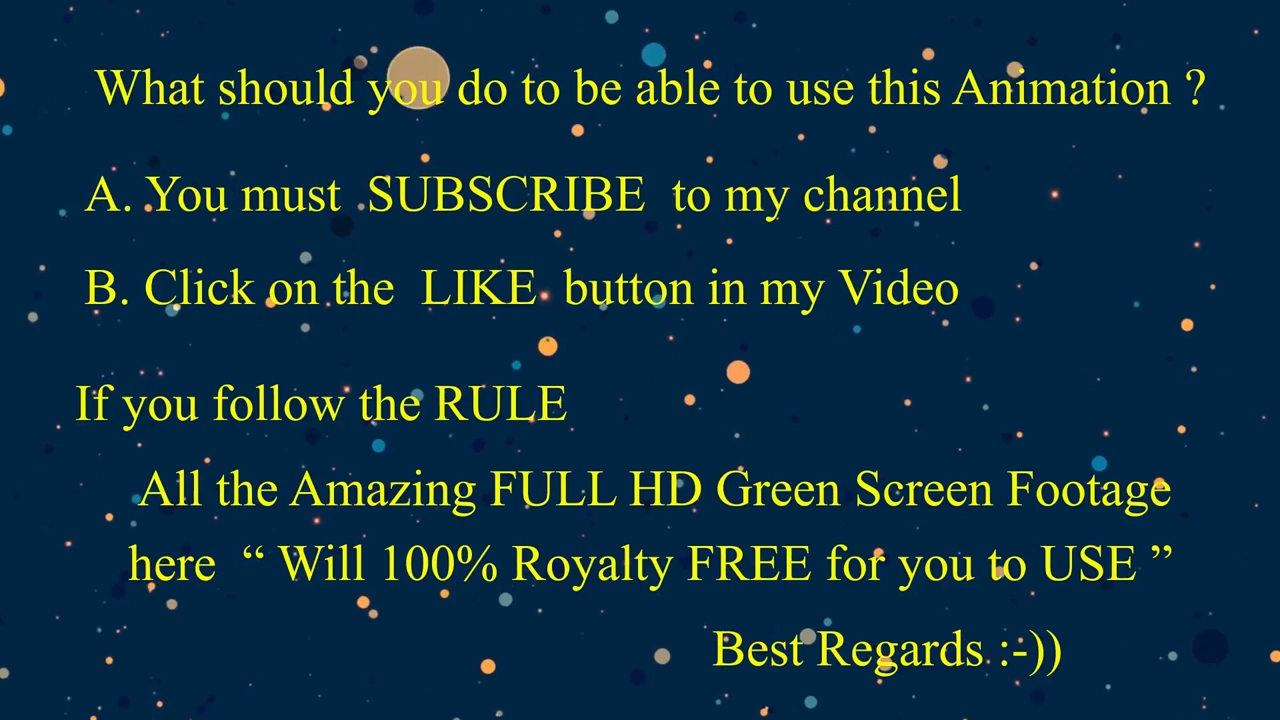 What should you do to be able to use this Animation ?
A. You must SUBSCRIBE to my channel
B. Click on the LIKE button in my Video
If you follow the RULE
All the Amazing FULL HD Green Screen Footage
here “ Will 100% Royalty FREE for you to USE ”
Best Regards :-))